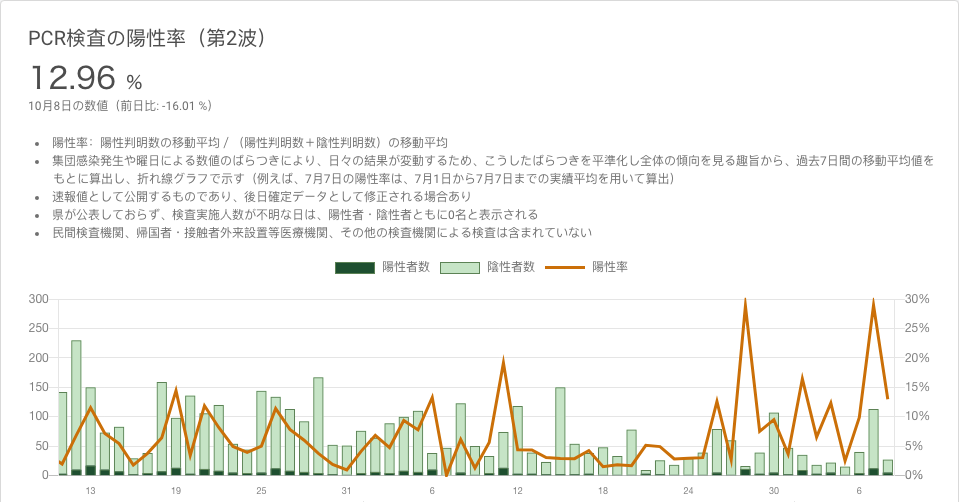 PCR検査の陽性率（第2波）
12.96 %
10月8日の数値（前日比: -16.01 %）
陽性率：陽性判明数の移動平均 / （陽性判明数＋陰性判明数）の移動平均
集団感染発生や曜日による数値のばらつきにより、日々の結果が変動するため、こうしたばらつきを平準化し全体の傾向を見る趣旨から、過去7日間の移動平均値を
もとに算出し、折れ線グラフで示す（例えば、7月7日の陽性率は、7月1日から7月7日までの実績平均を用いて算出）
速報値として公開するものであり、後日確定データとして修正される場合あり
県が公表しておらず、検査実施人数が不明な日は、陽性者・陰性者ともに0名と表示される
民間検査機関、帰国者・接触者外来設置等医療機関、その他の検査機関による検査は含まれていない
陽性者数 陰性者数 陽性率
300 30%
250 25%
200 20%
150 15%
100 10%
50 5%
0 0%
13 19 25 31 6 12 18 24 30 6